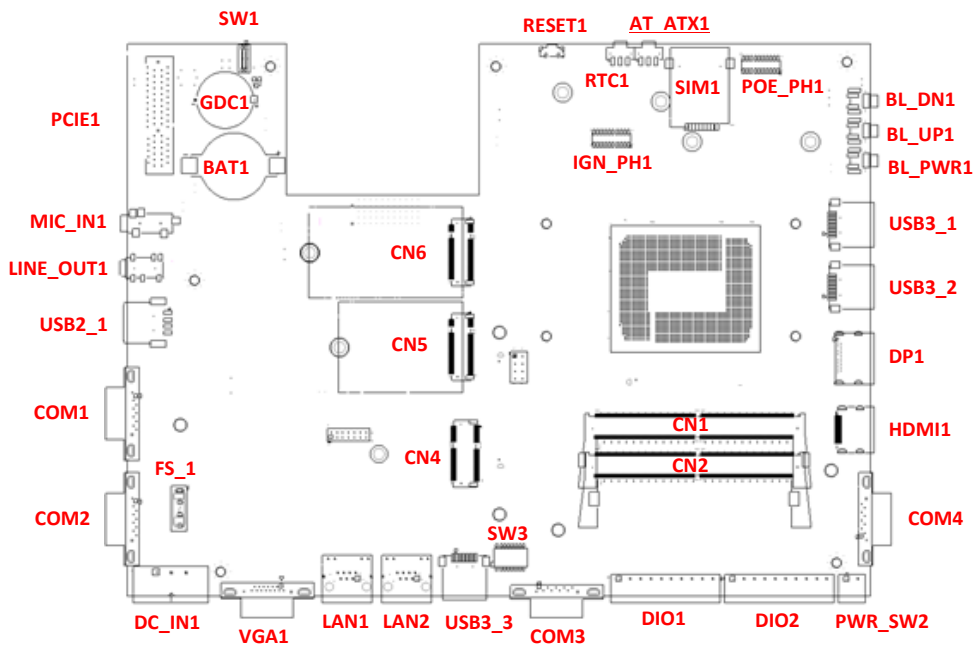 SW1
RESET1
AT_ATX1
RTC1
SIM1
POE_PH1
GDC1
PCIE1
BL_DN1
BL_UP1
BAT1
IGN_PH1
BL_PWR1
MIC_IN1
USB3_1
CN6
LINE_OUT1
USB3_2
USB2_1
CN5
DP1
COM1
CN1
HDMI1
CN4
CN2
FS_1
COM2
COM4
SW3
DC_IN1
VGA1
LAN1
LAN2
USB3_3
COM3
DIO1
DIO2
PWR_SW2